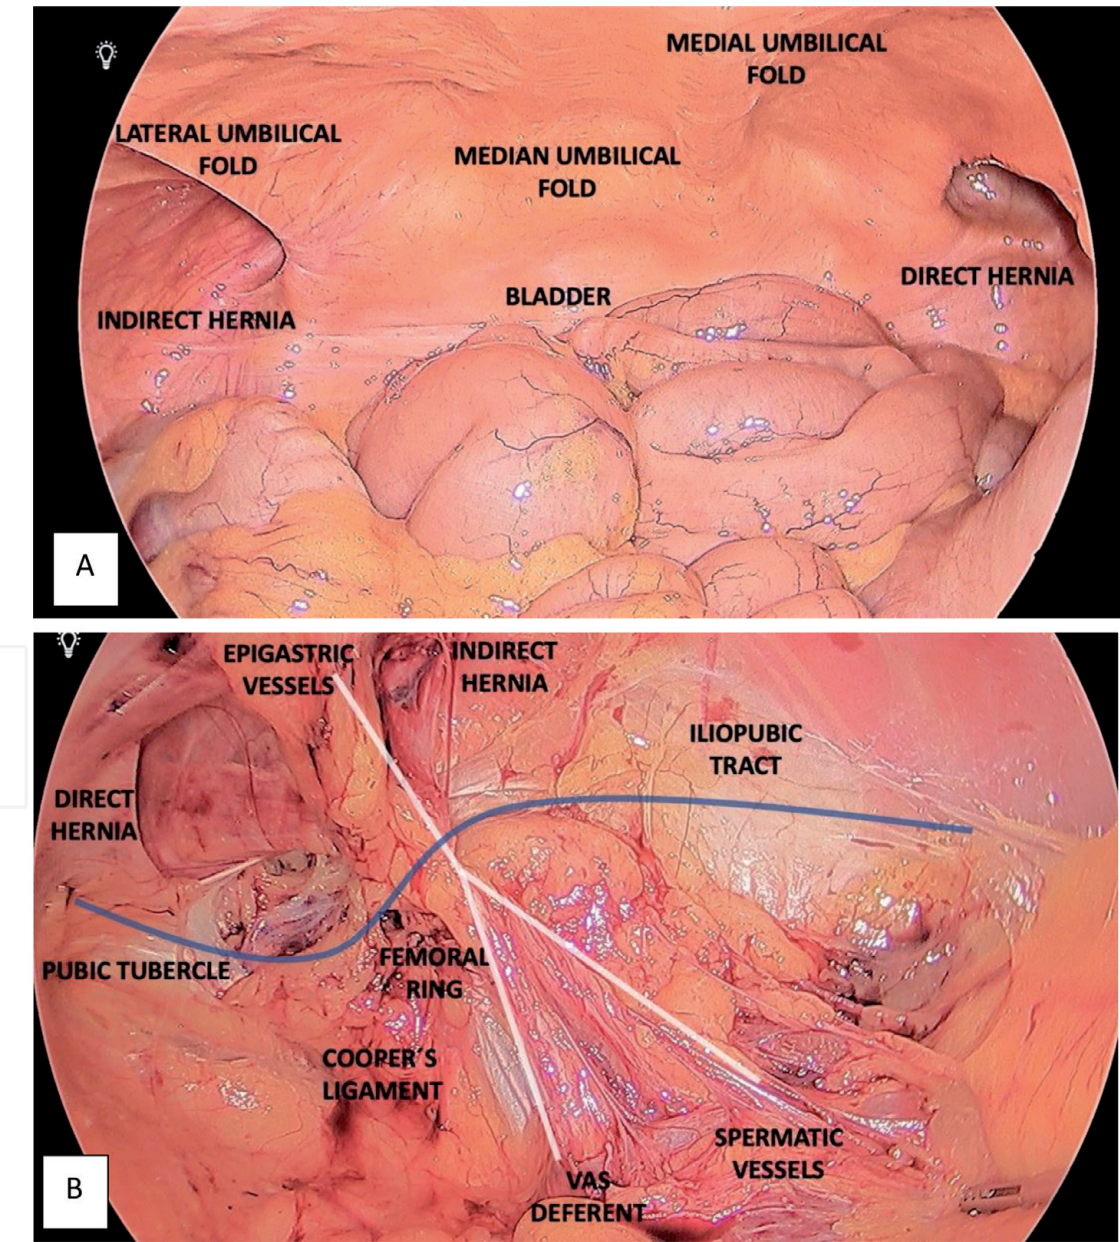 MEDIAL UMBILICAL
FOLD
LATERAL UMBILICAL
FOLD
MEDIAN UMBILICAL
FOLD
DIRECT HERNIA
BLADDER
INDIRECT HERNIA
A
EPIGASTRIC
VESSELS
INDIRECT
HERNIA
ILIOPUBIC
TRACT
DIRECT
HERNIA
PUBIC TUBERCLE
FEMORAL
RING
COOPER´S
LIGAMENT
SPERMATIC
VESSELS
VAS
DEFERENT
B